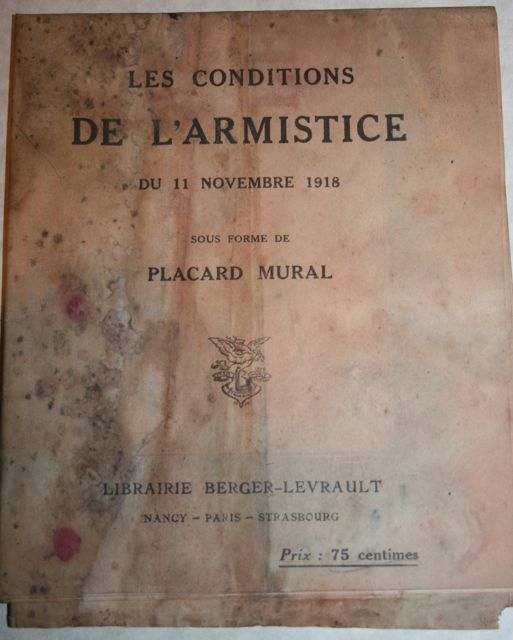 LES CONDITIONS
DE L'ARMISTICE
DU 11 NOVEMBRE 1918
SOUS FORME DE
PLACARD MURAL
LIBRAIRIE BERGER-LEVRAULT
NANCY – PARIS – STRASBOURG
Prix : 75 centimes